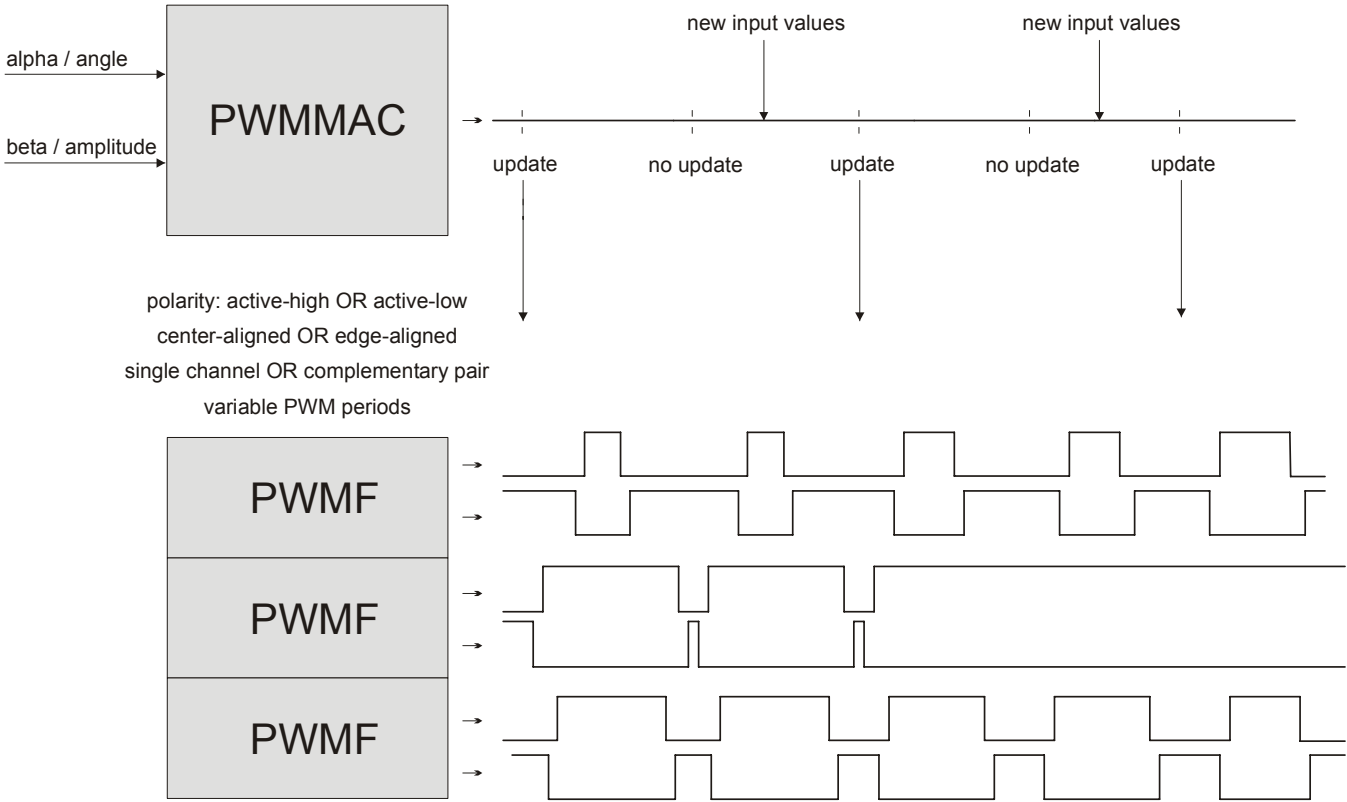 new input values
new input values
alpha / angle
PWMMAC
beta / amplitude
update
no update
update
no update
update
polarity: active-high OR active-low
center-aligned OR edge-aligned
single channel OR complementary pair
variable PWM periods
PWMF
PWMF
PWMF